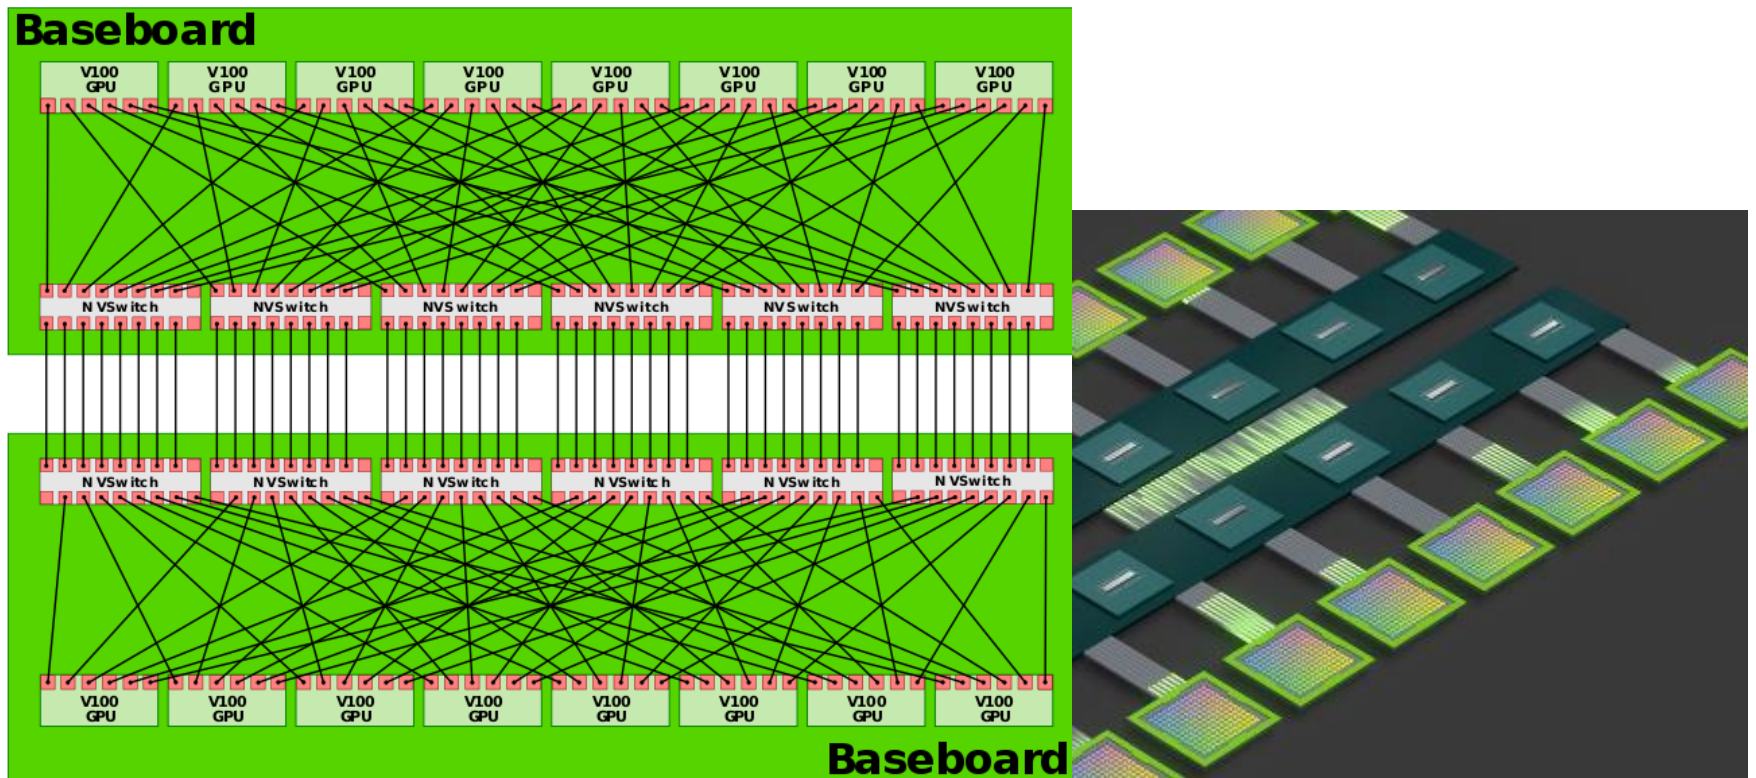 Baseboard
V100 V100 V100 V100 V100 V100 V100 V100
GPU GPU GPU GPU GPU GPU GPU GPU
NVSwitch NVSwitch NVSwitch NVSwitch NVSwitch NVSwitch
NVSwitch NVSwitch NVSwitch NVSwitch NVSwitch NVSwitch
V100 V100 V100 V100 V100 V100 V100 V100
GPU GPU GPU GPU GPU GPU GPU GPU
Baseboard